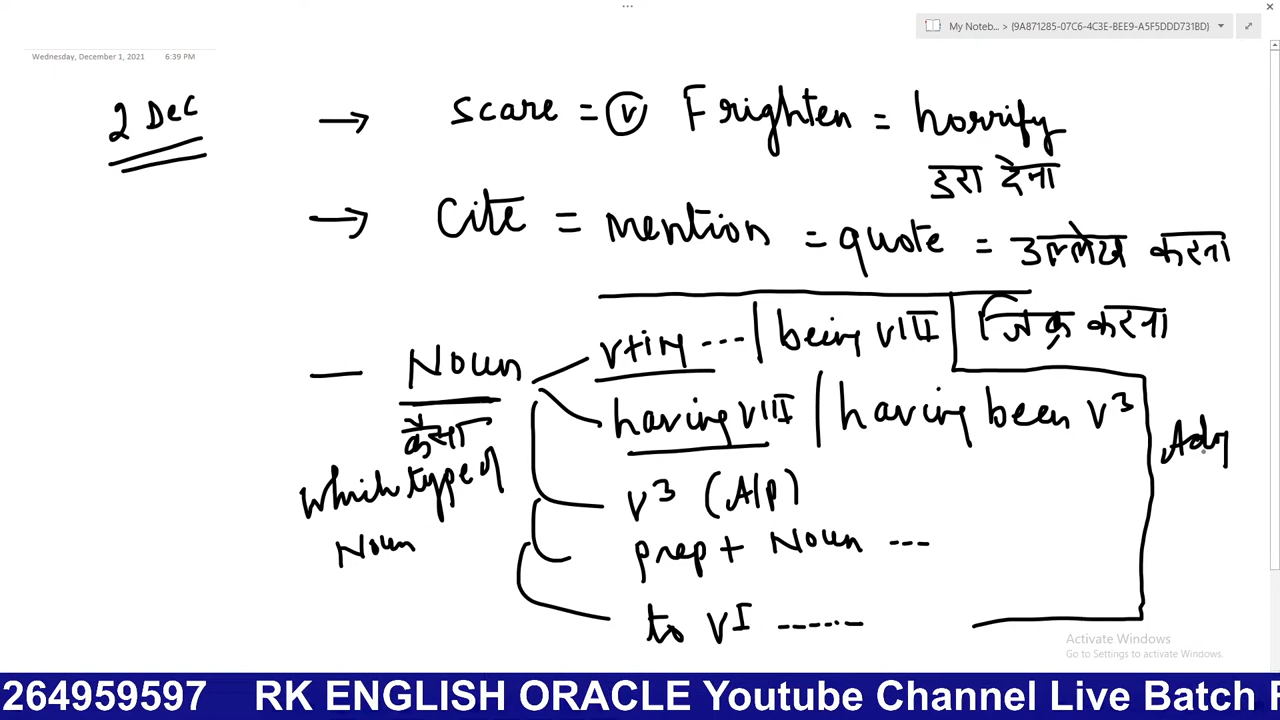 My Noteb... > {9A871285-07C6-4C3E-BEE9-A5F5DDD731BD}
Wednesday, December 1, 2021 6:39 PM
2 Dec → scare = (v) Frighten = horrify
डरा देना
→ Cite = mention = quote = उल्लेख करना
जिक्र करना
— Noun
v+ing ... | being vIII
having vIII | having been v3
कैसा
which type of
Noun
v3 (A/P)
prep + Noun ...
to vI ......
Adj
Activate Windows
Go to Settings to activate Windows.
264959597 RK ENGLISH ORACLE Youtube Channel Live Batch F